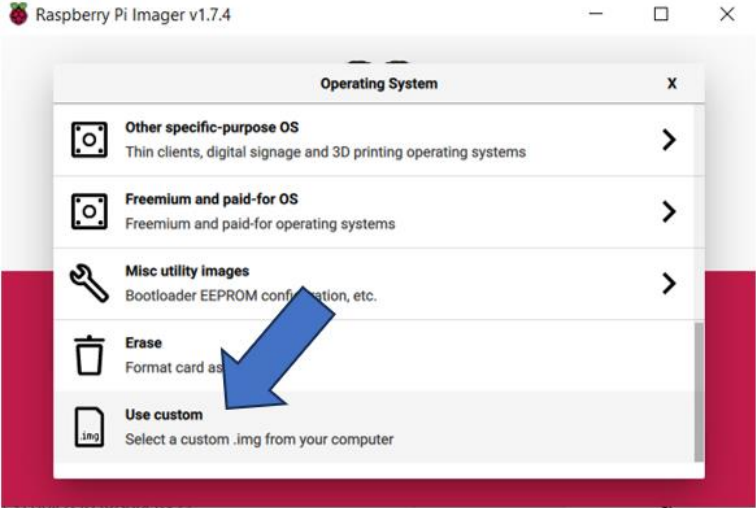 Raspberry Pi Imager v1.7.4
Operating System
X
Other specific-purpose OS
Thin clients, digital signage and 3D printing operating systems
Freemium and paid-for OS
Freemium and paid-for operating systems
Misc utility images
Bootloader EEPROM configuration, etc.
Erase
Format card as
Use custom
.img
Select a custom .img from your computer